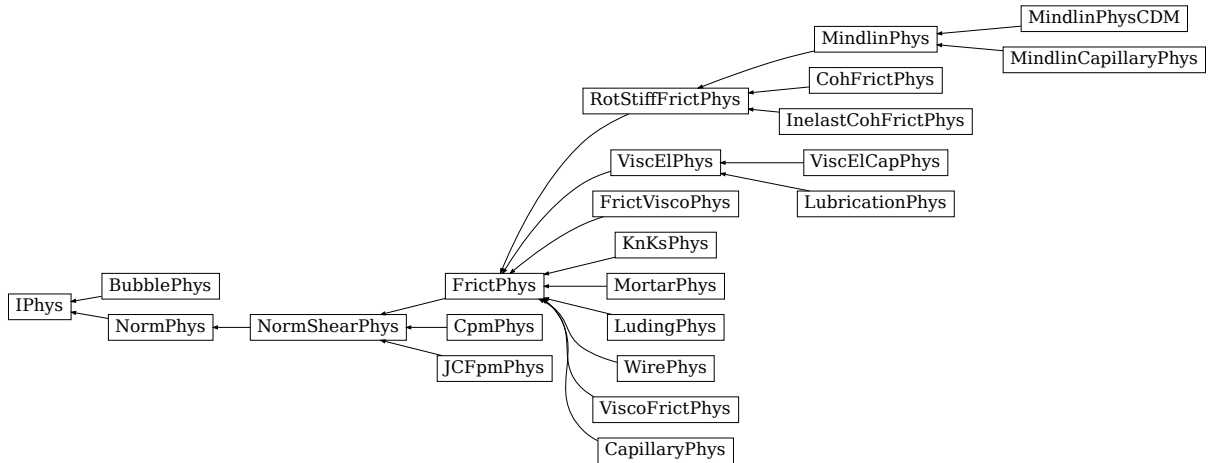 MindlinPhysCDM
MindlinPhys
MindlinCapillaryPhys
CohFrictPhys
RotStiffFrictPhys
InelastCohFrictPhys
ViscElPhys
ViscElCapPhys
FrictViscoPhys
LubricationPhys
KnKsPhys
BubblePhys
FrictPhys
MortarPhys
IPhys
NormPhys
NormShearPhys
CpmPhys
LudingPhys
JCFpmPhys
WirePhys
ViscoFrictPhys
CapillaryPhys